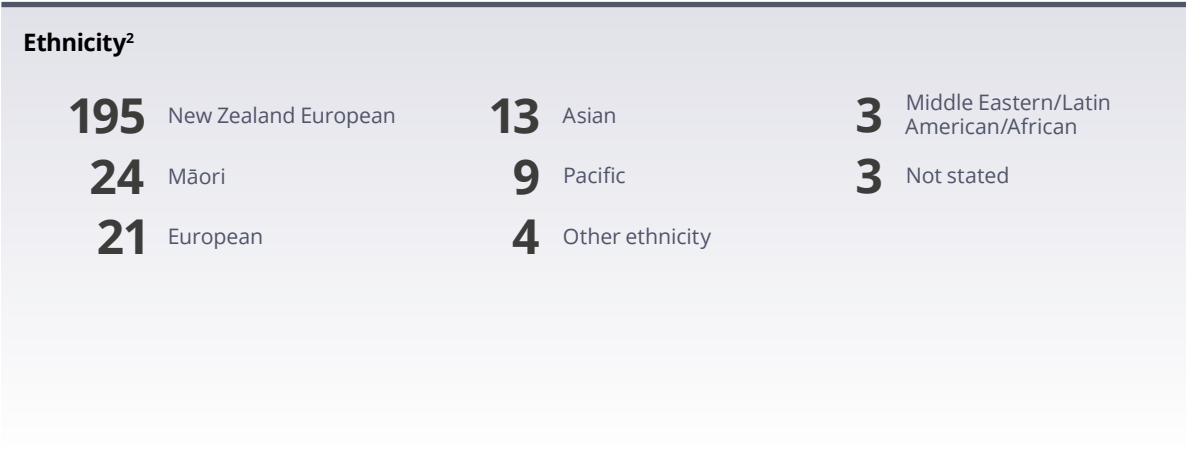 Ethnicity²
195 New Zealand European
24 Māori
21 European
13 Asian
9 Pacific
4 Other ethnicity
3 Middle Eastern/Latin
American/African
3 Not stated